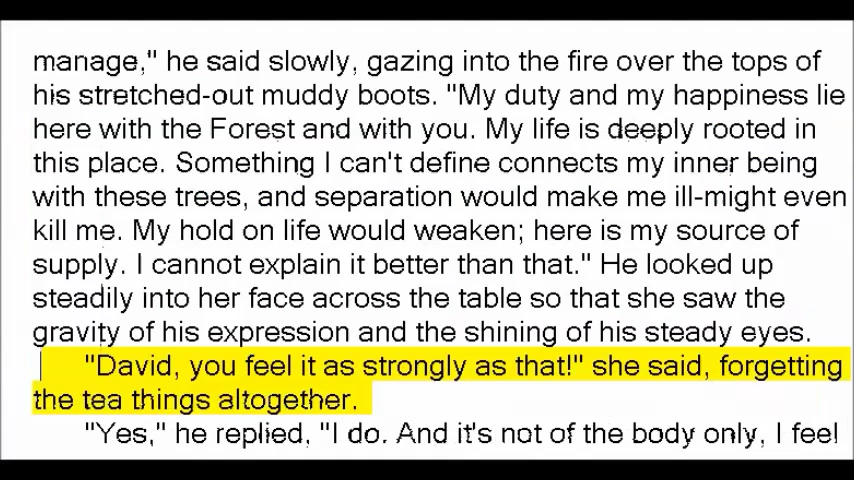 manage," he said slowly, gazing into the fire over the tops of
his stretched-out muddy boots. "My duty and my happiness lie
here with the Forest and with you. My life is deeply rooted in
this place. Something I can't define connects my inner being
with these trees, and separation would make me ill-might even
kill me. My hold on life would weaken; here is my source of
supply. I cannot explain it better than that." He looked up
steadily into her face across the table so that she saw the
gravity of his expression and the shining of his steady eyes.
"David, you feel it as strongly as that!" she said, forgetting
the tea things altogether.
"Yes," he replied, "I do. And it's not of the body only, I feel